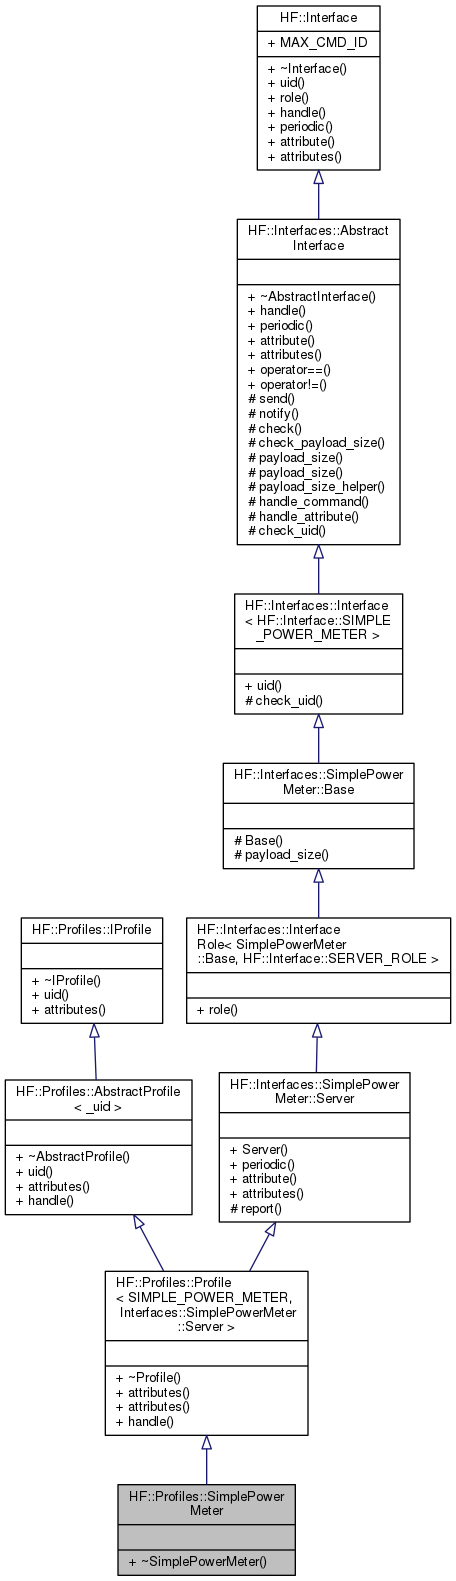 HF::Interface
+ MAX_CMD_ID
+ ~Interface()
+ uid()
+ role()
+ handle()
+ periodic()
+ attribute()
+ attributes()
HF::Interfaces::Abstract
Interface
+ ~AbstractInterface()
+ handle()
+ periodic()
+ attribute()
+ attributes()
+ operator==()
+ operator!=()
# send()
# notify()
# check()
# check_payload_size()
# payload_size()
# payload_size()
# payload_size_helper()
# handle_command()
# handle_attribute()
# check_uid()
HF::Interfaces::Interface
< HF::Interface::SIMPLE
_POWER_METER >
+ uid()
# check_uid()
HF::Interfaces::SimplePower
Meter::Base
# Base()
# payload_size()
HF::Profiles::IProfile
+ ~IProfile()
+ uid()
+ attributes()
HF::Interfaces::Interface
Role< SimplePowerMeter
::Base, HF::Interface::SERVER_ROLE >
+ role()
HF::Profiles::AbstractProfile
< _uid >
+ ~AbstractProfile()
+ uid()
+ attributes()
+ handle()
HF::Interfaces::SimplePower
Meter::Server
+ Server()
+ periodic()
+ attribute()
+ attributes()
# report()
HF::Profiles::Profile
< SIMPLE_POWER_METER,
Interfaces::SimplePowerMeter
::Server >
+ ~Profile()
+ attributes()
+ attributes()
+ handle()
HF::Profiles::SimplePower
Meter
+ ~SimplePowerMeter()